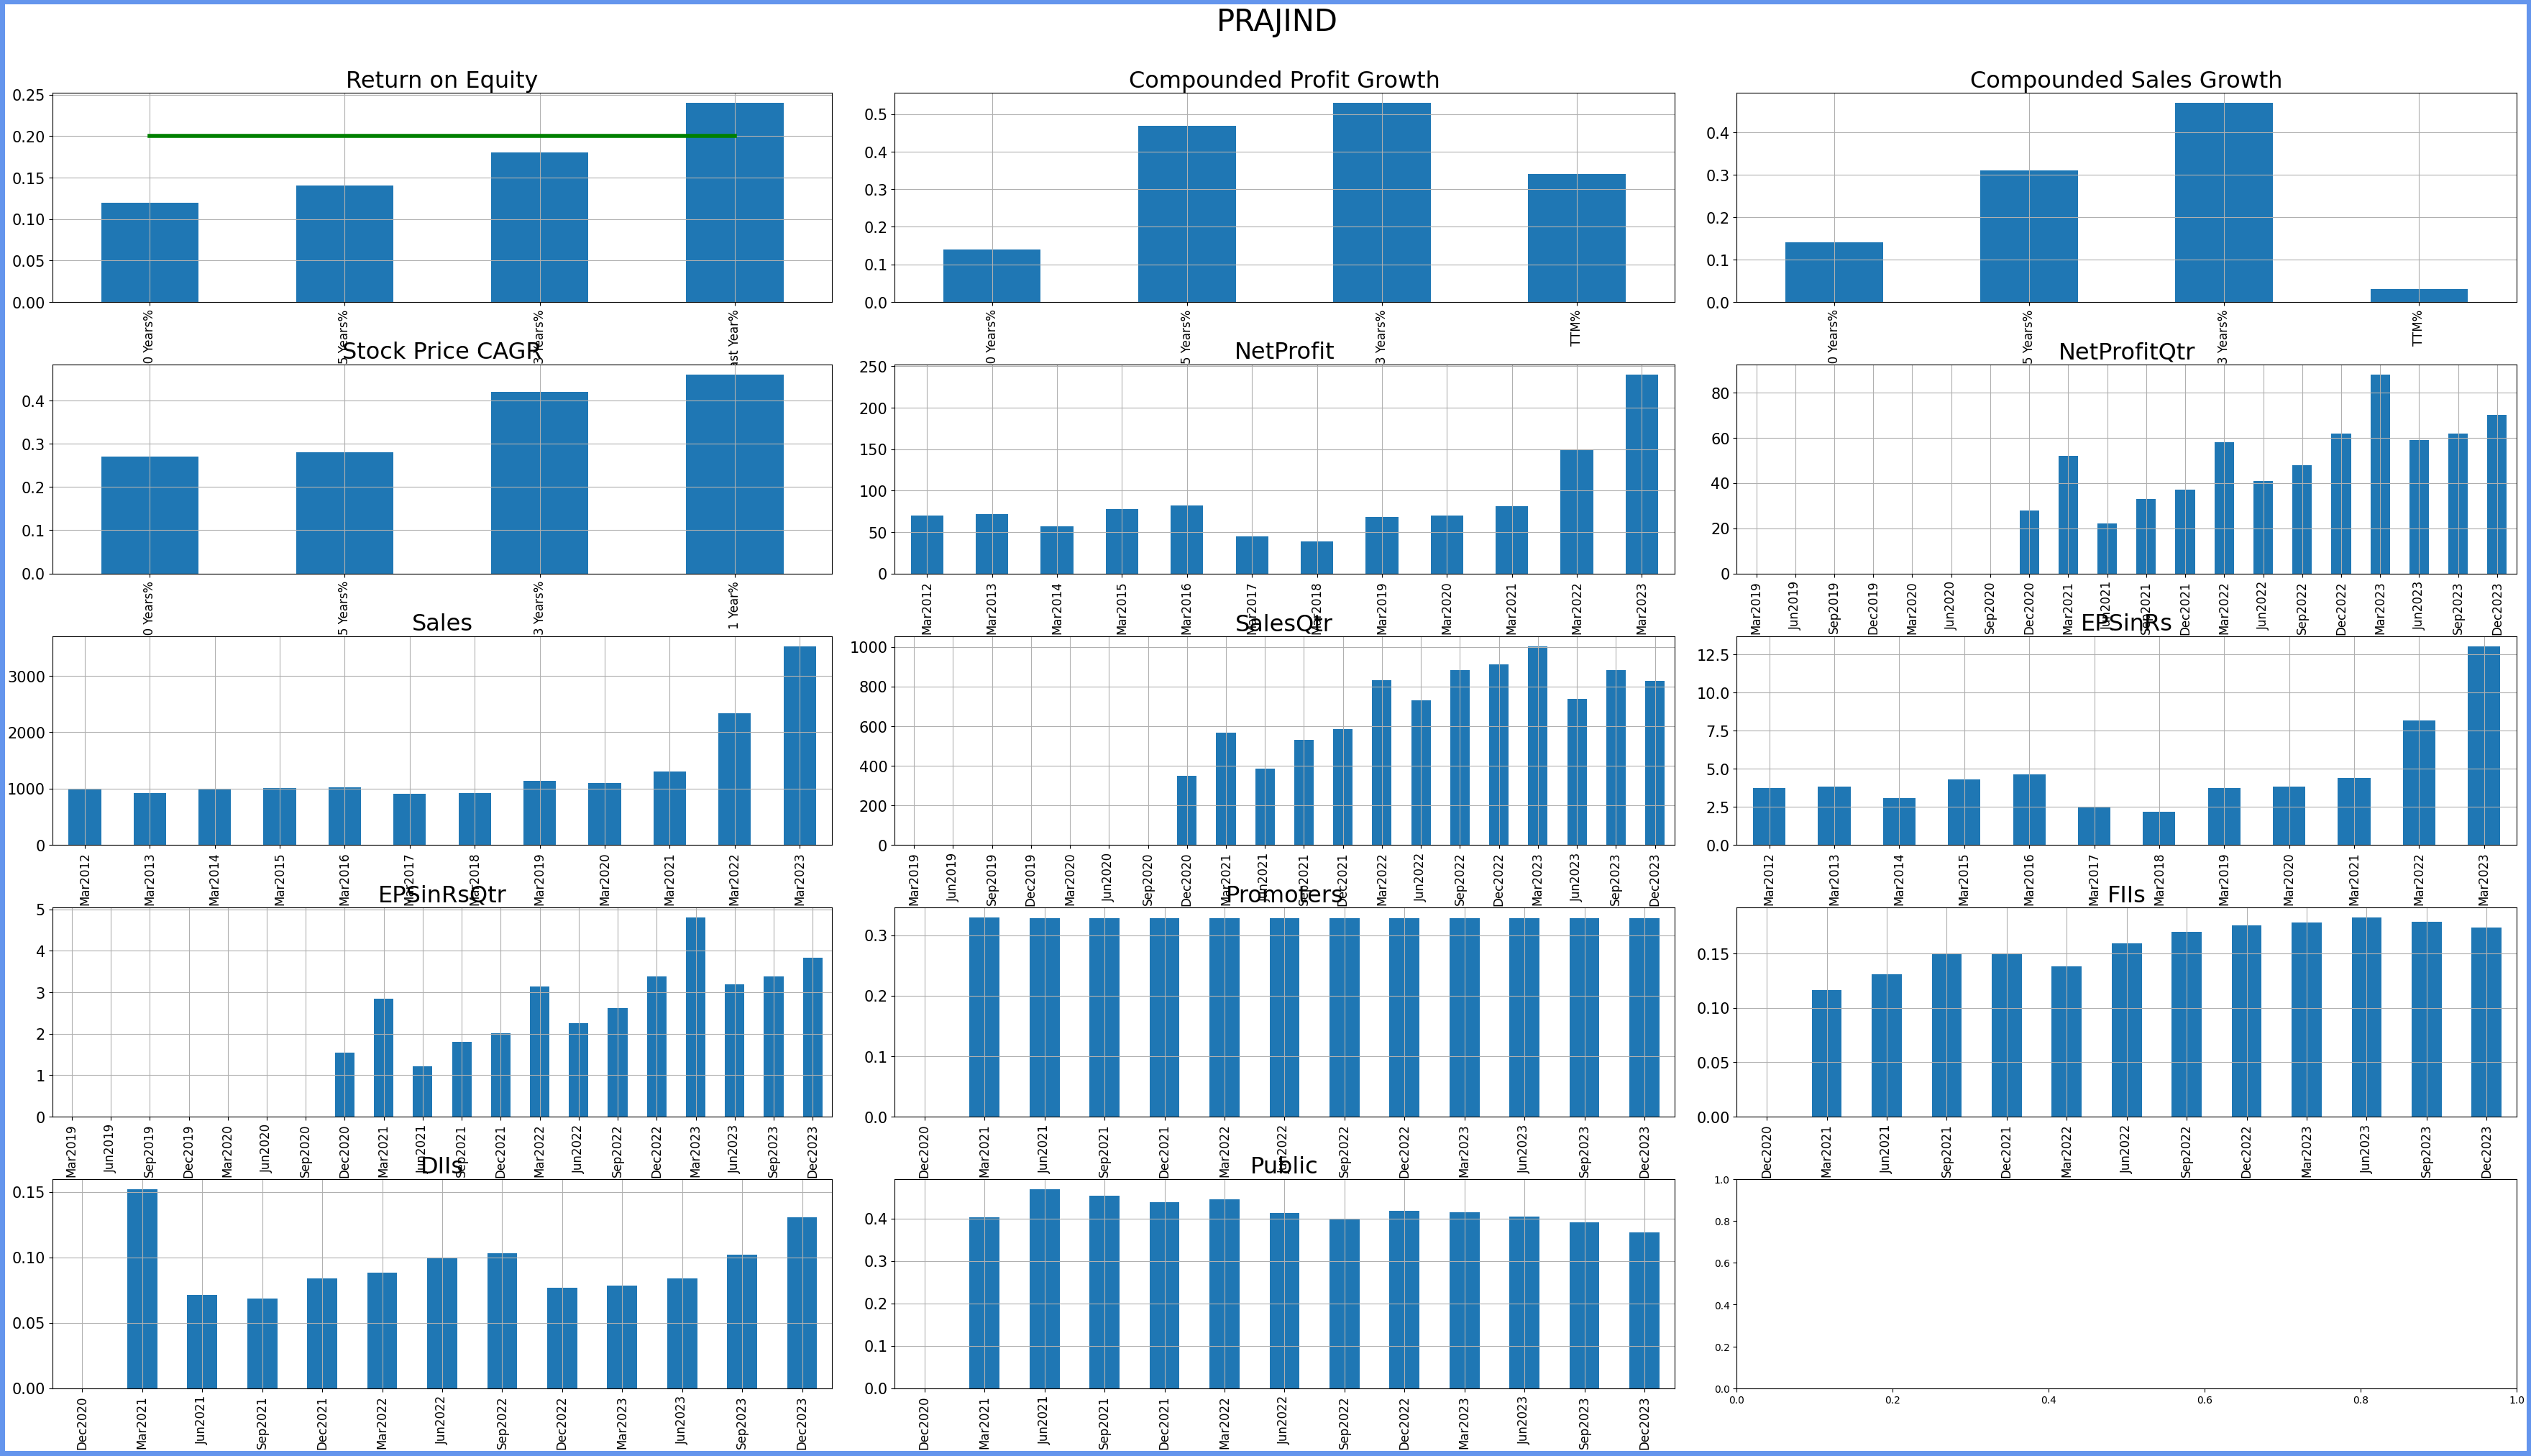 PRAJIND
Return on Equity
0.25
0.20
0.15
0.10
0.05
0.00
0 Years%
5 Years%
3 Years%
ast Year%
Compounded Profit Growth
0.5
0.4
0.3
0.2
0.1
0.0
0 Years%
5 Years%
3 Years%
TTM%
Compounded Sales Growth
0.4
0.3
0.2
0.1
0.0
0 Years%
5 Years%
3 Years%
TTM%
Stock Price CAGR
0.4
0.3
0.2
0.1
0.0
0 Years%
5 Years%
3 Years%
1 Year%
NetProfit
250
200
150
100
50
0
Mar2012
Mar2013
Mar2014
Mar2015
Mar2016
Mar2017
Mar2018
Mar2019
Mar2020
Mar2021
Mar2022
Mar2023
NetProfitQtr
80
60
40
20
0
Mar2019
Jun2019
Sep2019
Dec2019
Mar2020
Jun2020
Sep2020
Dec2020
Mar2021
Jun2021
Sep2021
Dec2021
Mar2022
Jun2022
Sep2022
Dec2022
Mar2023
Jun2023
Sep2023
Dec2023
Sales
3000
2000
1000
0
Mar2012
Mar2013
Mar2014
Mar2015
Mar2016
Mar2017
Mar2018
Mar2019
Mar2020
Mar2021
Mar2022
Mar2023
SalesQtr
1000
800
600
400
200
0
Mar2019
Jun2019
Sep2019
Dec2019
Mar2020
Jun2020
Sep2020
Dec2020
Mar2021
Jun2021
Sep2021
Dec2021
Mar2022
Jun2022
Sep2022
Dec2022
Mar2023
Jun2023
Sep2023
Dec2023
EPSinRs
12.5
10.0
7.5
5.0
2.5
0.0
Mar2012
Mar2013
Mar2014
Mar2015
Mar2016
Mar2017
Mar2018
Mar2019
Mar2020
Mar2021
Mar2022
Mar2023
EPSinRsQtr
5
4
3
2
1
0
Mar2019
Jun2019
Sep2019
Dec2019
Mar2020
Jun2020
Sep2020
Dec2020
Mar2021
Jun2021
Sep2021
Dec2021
Mar2022
Jun2022
Sep2022
Dec2022
Mar2023
Jun2023
Sep2023
Dec2023
Promoters
0.3
0.2
0.1
0.0
Dec2020
Mar2021
Jun2021
Sep2021
Dec2021
Mar2022
Jun2022
Sep2022
Dec2022
Mar2023
Jun2023
Sep2023
Dec2023
FIIs
0.15
0.10
0.05
0.00
Dec2020
Mar2021
Jun2021
Sep2021
Dec2021
Mar2022
Jun2022
Sep2022
Dec2022
Mar2023
Jun2023
Sep2023
Dec2023
DIIs
0.15
0.10
0.05
0.00
Dec2020
Mar2021
Jun2021
Sep2021
Dec2021
Mar2022
Jun2022
Sep2022
Dec2022
Mar2023
Jun2023
Sep2023
Dec2023
Public
0.4
0.3
0.2
0.1
0.0
Dec2020
Mar2021
Jun2021
Sep2021
Dec2021
Mar2022
Jun2022
Sep2022
Dec2022
Mar2023
Jun2023
Sep2023
Dec2023
1.0
0.8
0.6
0.4
0.2
0.0
0.0 0.2 0.4 0.6 0.8 1.0